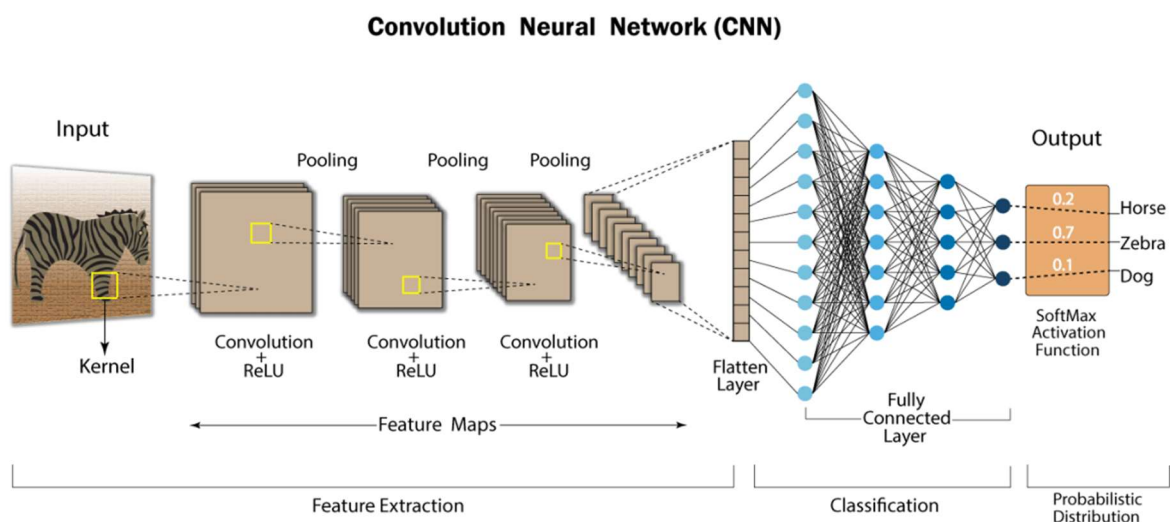 Convolution Neural Network (CNN)
Input
Pooling
Pooling
Pooling
Output
Kernel
Convolution
+
ReLU
Convolution
+
ReLU
Convolution
+
ReLU
Flatten
Layer
0.2
0.7
0.1
Horse
Zebra
Dog
SoftMax
Activation
Function
Feature Maps
Fully
Connected
Layer
Feature Extraction
Classification
Probabilistic
Distribution